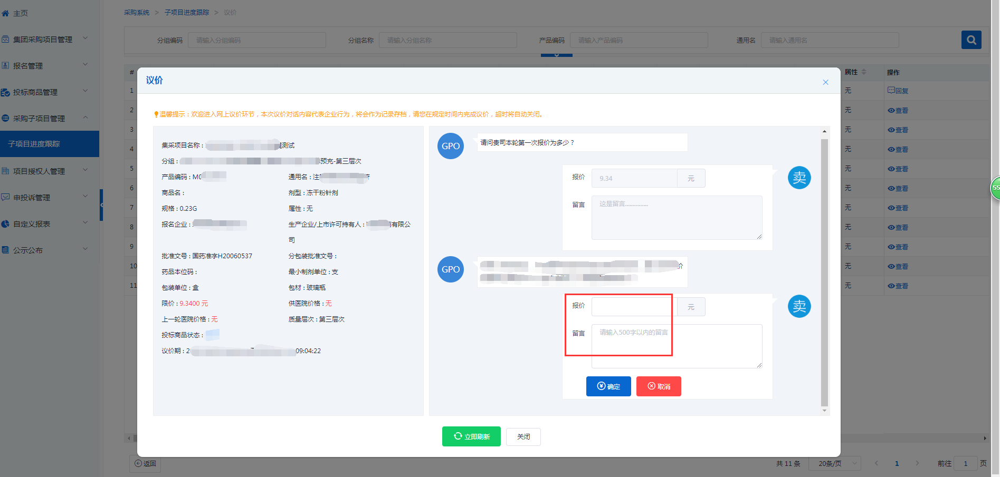 主页
集团采购项目管理
报名管理
投标商品管理
采购子项目管理
子项目进度跟踪
项目授权人管理
申投诉管理
自定义报表
公示公布
采购系统 > 子项目进度跟踪 > 议价
分组编码 请输入分组编码 分组名称 请输入分组名称 产品编码 请输入产品编码 通用名 请输入通用名
# 属性 操作
1 无 回复
2 无 查看
3 无 查看
4 无 查看
5 无 查看
6 无 查看
7 无 查看
8 无 查看
9 无 查看
10 无 查看
11 无 查看
议价
温馨提示：欢迎进入网上议价环节，本次议价对话内容代表企业行为，将会作为记录存档，请您在规定时间内完成议价，超时将自动关闭。
集采项目名称： 测试
分组： 预充-第三层次
产品编码：M0 通用名：注
商品名： 剂型：冻干粉针剂
规格：0.23G 属性：无
报名企业： 生产企业/上市许可持有人： 有限公
司
批准文号：国药准字H20060537 分包装批准文号：
药品本位码： 最小制剂单位：支
包装单位：盒 包材：玻璃瓶
限价：9.3400 元 供医院价格：无
上一轮医院价格：无 质量层次：第三层次
投标商品状态：
议价期：2 09:04:22
GPO 请问贵司本轮第一次报价为多少？
报价 9.34 元 卖
留言 这是留言..............
GPO 价
报价 元 卖
留言 请输入500字以内的留言
确定 取消
立即刷新 关闭
返回 共 11 条 20条/页 1 前往 1 页
55